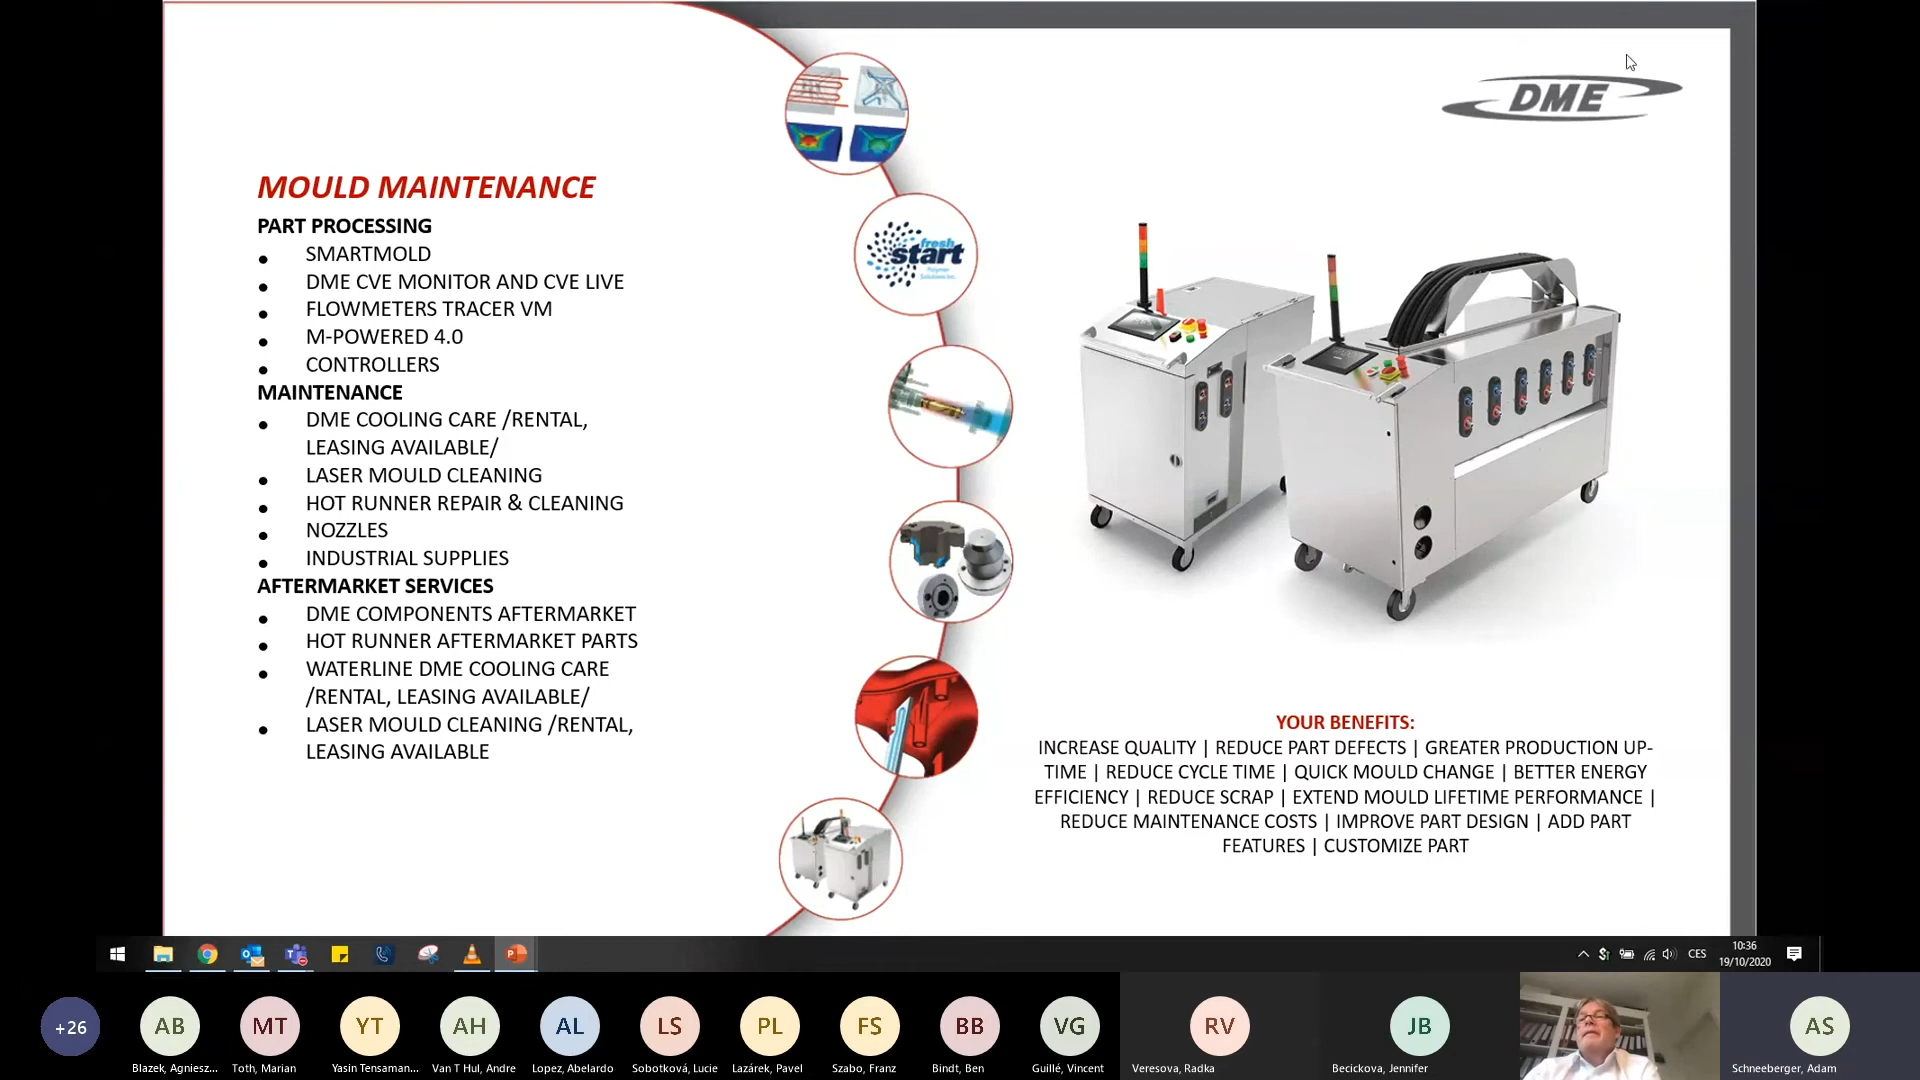 DME
MOULD MAINTENANCE
PART PROCESSING
● SMARTMOLD
● DME CVE MONITOR AND CVE LIVE
● FLOWMETERS TRACER VM
● M-POWERED 4.0
● CONTROLLERS
MAINTENANCE
● DME COOLING CARE /RENTAL,
LEASING AVAILABLE/
● LASER MOULD CLEANING
● HOT RUNNER REPAIR & CLEANING
● NOZZLES
● INDUSTRIAL SUPPLIES
AFTERMARKET SERVICES
● DME COMPONENTS AFTERMARKET
● HOT RUNNER AFTERMARKET PARTS
● WATERLINE DME COOLING CARE
/RENTAL, LEASING AVAILABLE/
● LASER MOULD CLEANING /RENTAL,
LEASING AVAILABLE
fresh
start
Polymer
Solutions Inc.
YOUR BENEFITS:
INCREASE QUALITY | REDUCE PART DEFECTS | GREATER PRODUCTION UP-
TIME | REDUCE CYCLE TIME | QUICK MOULD CHANGE | BETTER ENERGY
EFFICIENCY | REDUCE SCRAP | EXTEND MOULD LIFETIME PERFORMANCE |
REDUCE MAINTENANCE COSTS | IMPROVE PART DESIGN | ADD PART
FEATURES | CUSTOMIZE PART
CES
10:36
19/10/2020
+26
AB
MT
YT
AH
AL
LS
PL
FS
BB
VG
RV
JB
AS
Blazek, Agniesz...
Toth, Marian
Yasin Tensaman...
Van T Hul, Andre
Lopez, Abelardo
Sobotková, Lucie
Lazárek, Pavel
Szabo, Franz
Bindt, Ben
Guillé, Vincent
Veresova, Radka
Becickova, Jennifer
Schneeberger, Adam